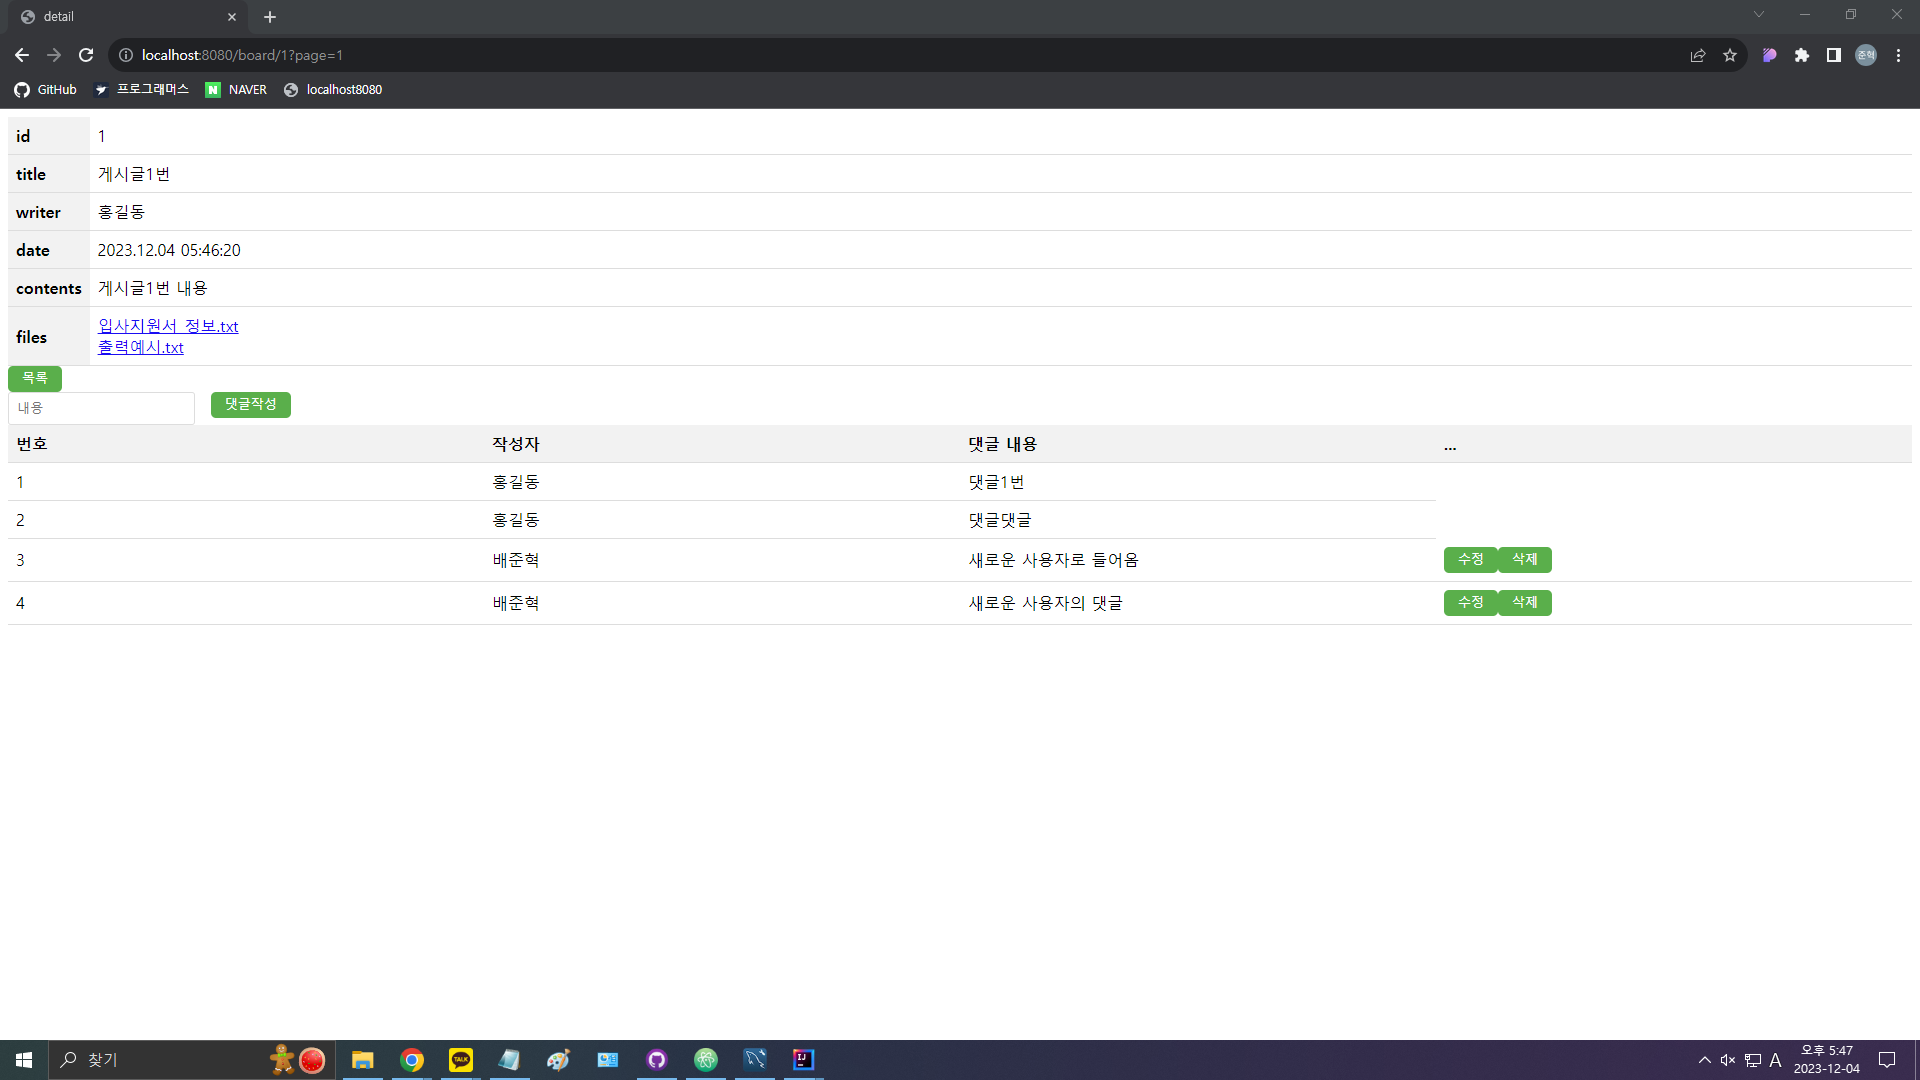 detail
localhost:8080/board/1?page=1
준혁
GitHub 프로그래머스 NAVER localhost8080
id 1
title 게시글1번
writer 홍길동
date 2023.12.04 05:46:20
contents 게시글1번 내용
files
입사지원서_정보.txt
출력예시.txt
목록
내용 댓글작성
번호 작성자 댓글 내용 ...
1 홍길동 댓글1번
2 홍길동 댓글댓글
3 배준혁 새로운 사용자로 들어옴 수정 삭제
4 배준혁 새로운 사용자의 댓글 수정 삭제
찾기
TALK
IJ
A
오후 5:47
2023-12-04